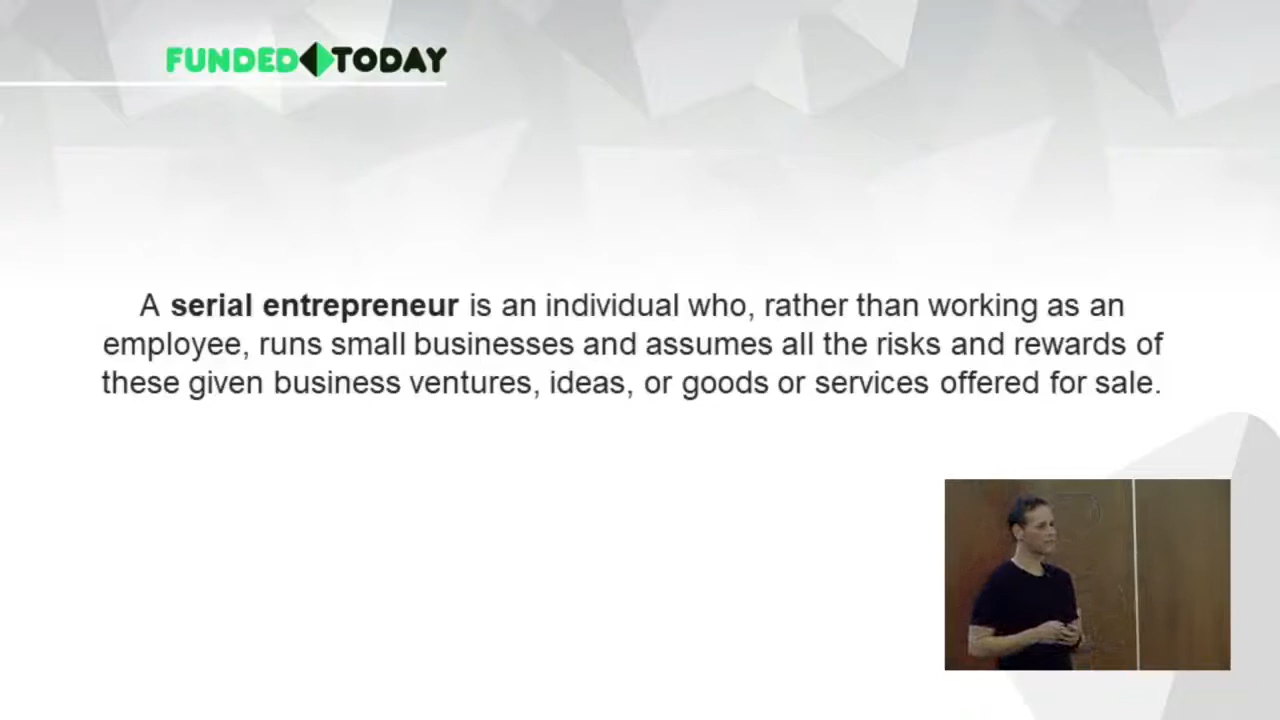 FUNDED TODAY
A serial entrepreneur is an individual who, rather than working as an
employee, runs small businesses and assumes all the risks and rewards of
these given business ventures, ideas, or goods or services offered for sale.